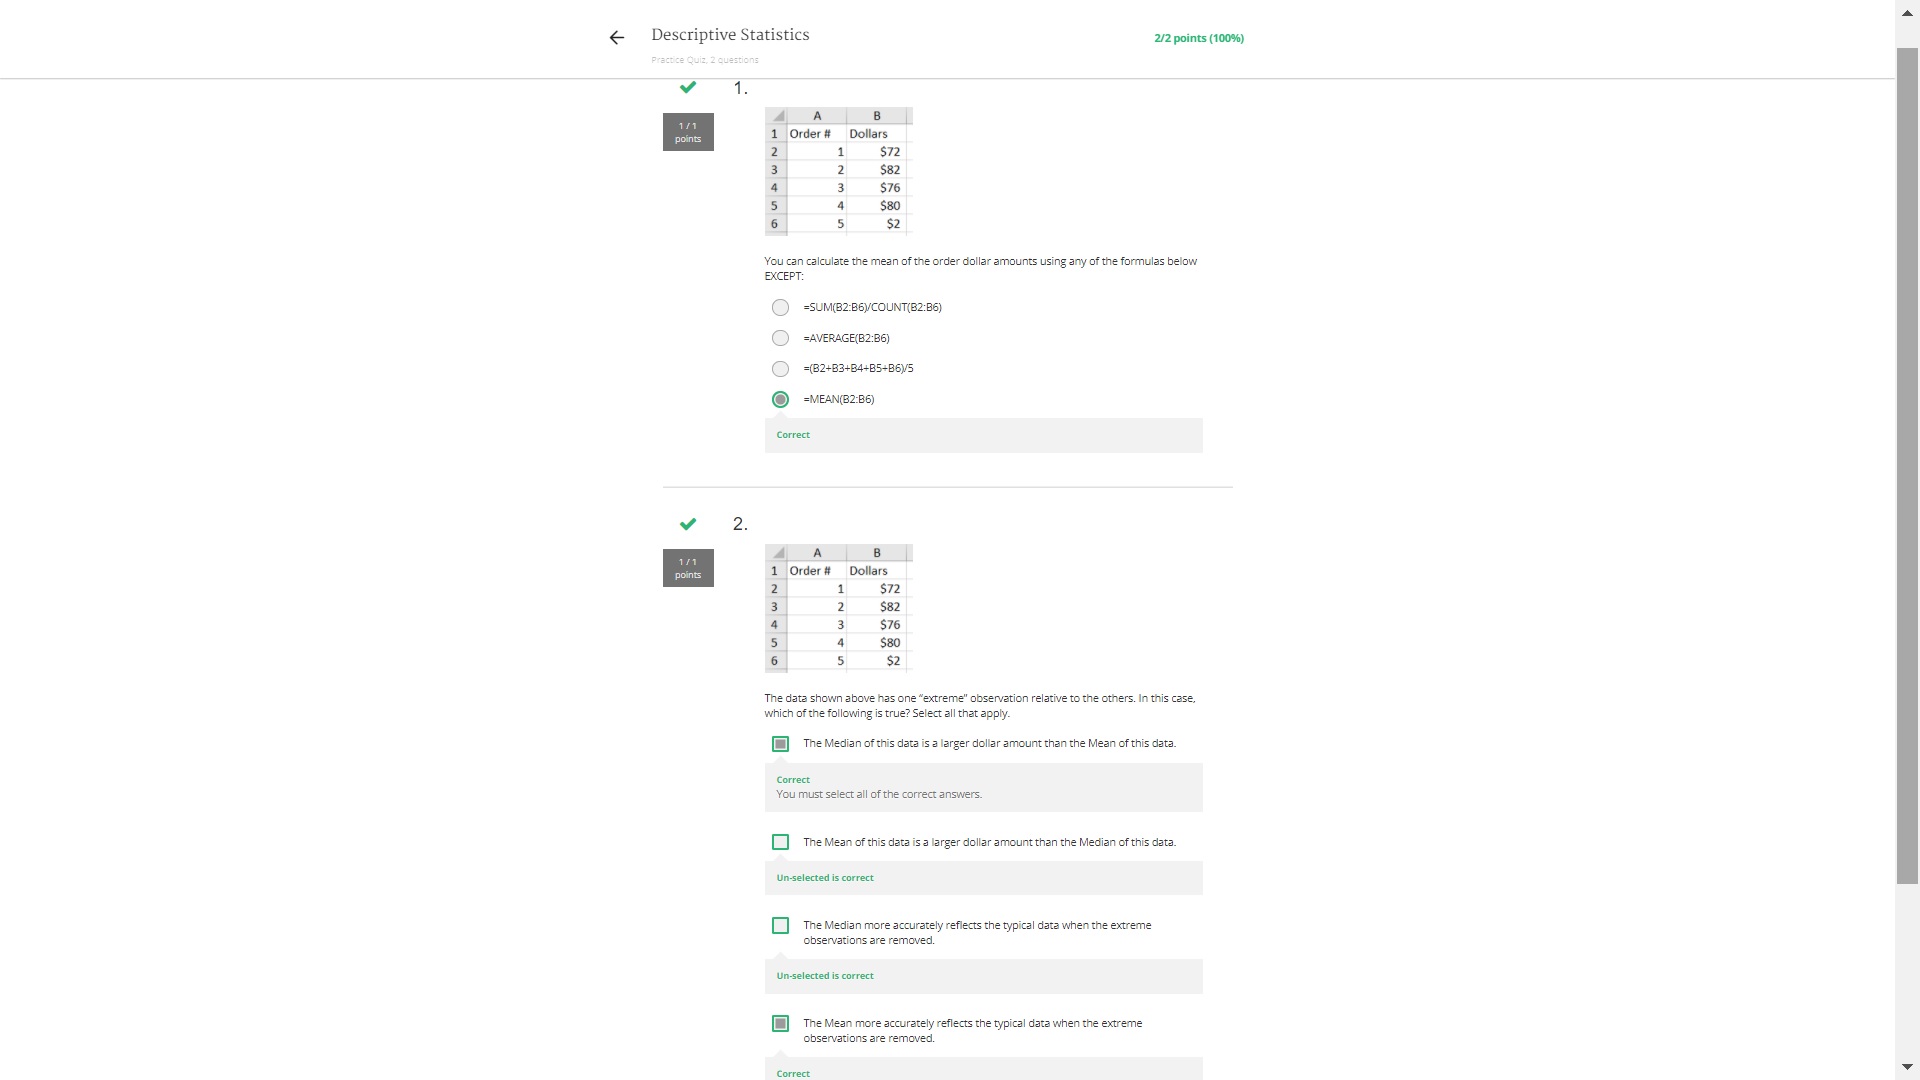 Descriptive Statistics
2/2 points (100%)
Practice Quiz, 2 questions
1.
1 / 1
points
A B
1 Order # Dollars
2 1 $72
3 2 $82
4 3 $76
5 4 $80
6 5 $2
You can calculate the mean of the order dollar amounts using any of the formulas below
EXCEPT:
=SUM(B2:B6)/COUNT(B2:B6)
=AVERAGE(B2:B6)
=(B2+B3+B4+B5+B6)/5
=MEAN(B2:B6)
Correct
2.
1 / 1
points
A B
1 Order # Dollars
2 1 $72
3 2 $82
4 3 $76
5 4 $80
6 5 $2
The data shown above has one “extreme” observation relative to the others. In this case,
which of the following is true? Select all that apply.
The Median of this data is a larger dollar amount than the Mean of this data.
Correct
You must select all of the correct answers.
The Mean of this data is a larger dollar amount than the Median of this data.
Un-selected is correct
The Median more accurately reflects the typical data when the extreme
observations are removed.
Un-selected is correct
The Mean more accurately reflects the typical data when the extreme
observations are removed.
Correct